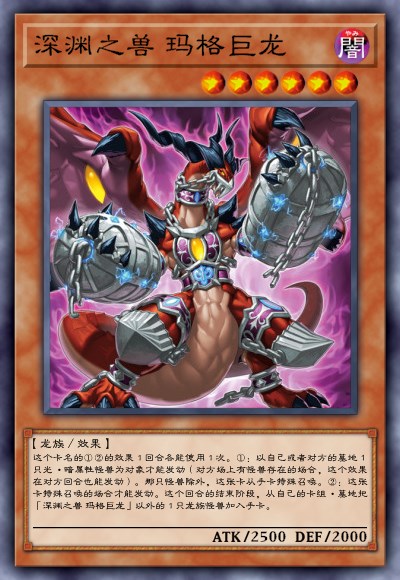 深渊之兽 玛格巨龙
やみ
闇
【龙族／效果】
这个卡名的①②的效果1回合各能使用1次。①：以自己或者对方的墓地1
只光·暗属性怪兽为对象才能发动（对方场上有怪兽存在的场合，这个效果
在对方回合也能发动）。那只怪兽除外，这张卡从手卡特殊召唤。②：这张
卡特殊召唤的场合才能发动。这个回合的结束阶段，从自己的卡组·墓地把
「深渊之兽 玛格巨龙」以外的1只龙族怪兽加入手卡。
ATK/2500 DEF/2000